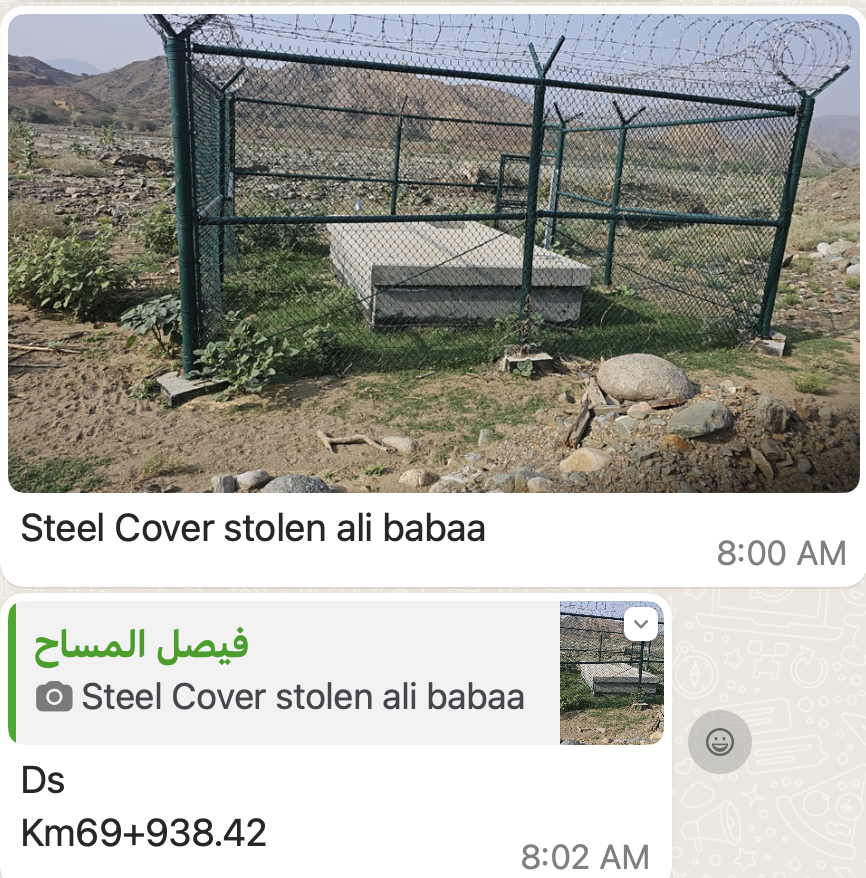 Steel Cover stolen ali babaa
8:00 AM
فيصل المساح
Steel Cover stolen ali babaa
Ds
Km69+938.42
8:02 AM